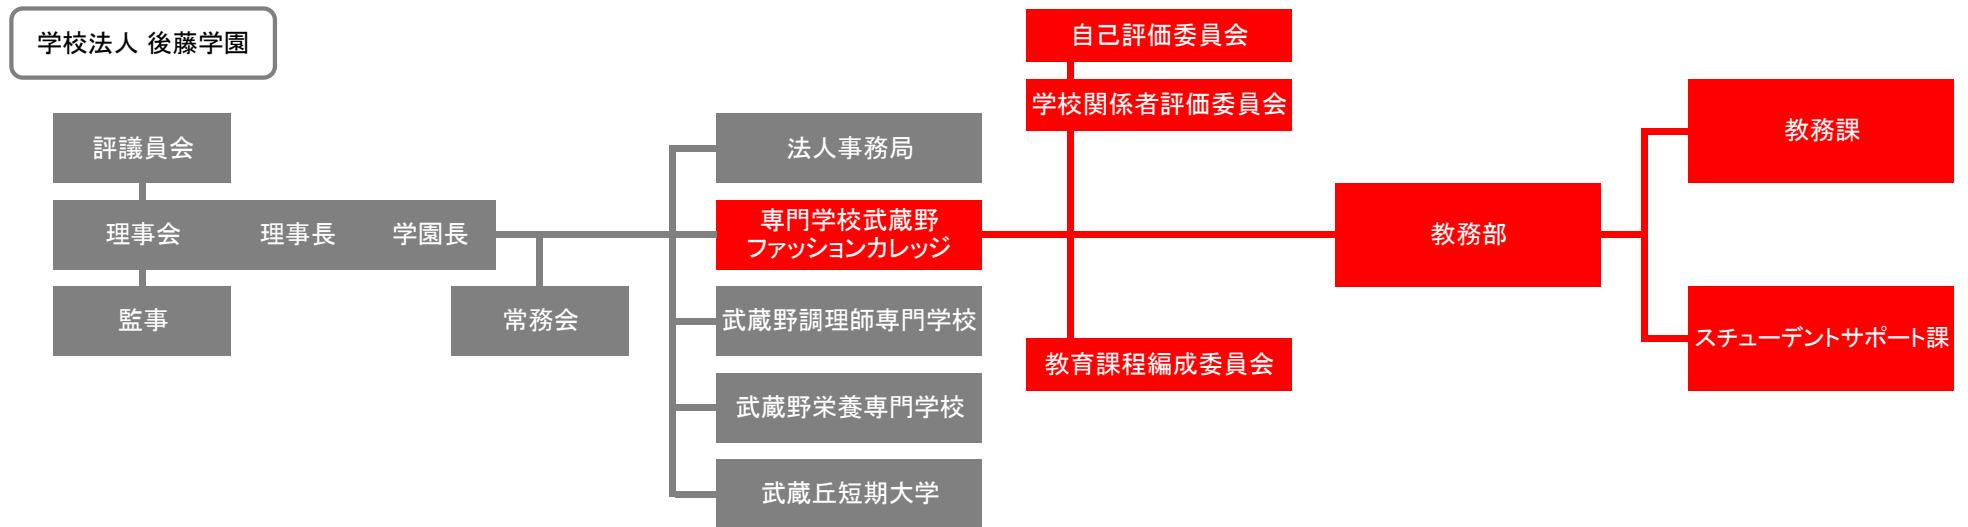 学校法人 後藤学園
評議員会
理事会
理事長
学園長
監事
常務会
法人事務局
専門学校武蔵野
ファッションカレッジ
武蔵野調理師専門学校
武蔵野栄養専門学校
武蔵丘短期大学
自己評価委員会
学校関係者評価委員会
教育課程編成委員会
教務部
教務課
スチューデントサポート課